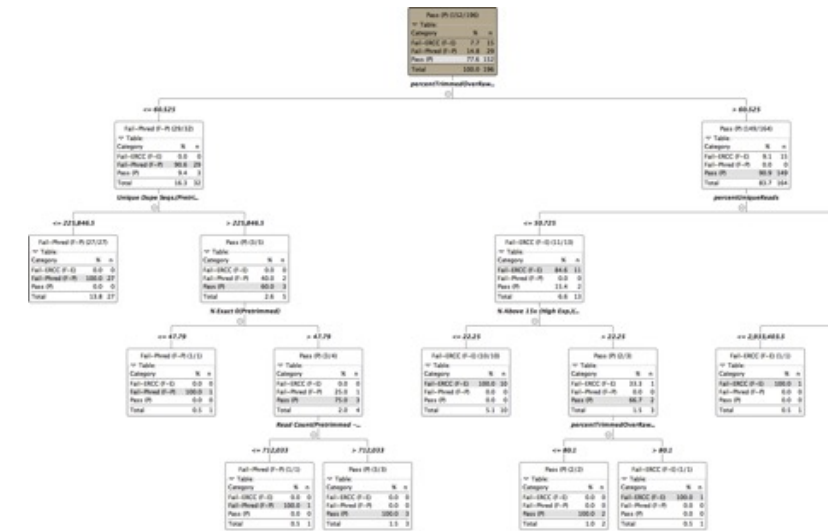 Pass (P) (152/196)
Table:
Category % n
Fail-ERCC (F-E) 7.7 15
Fail-Phred (F-P) 14.8 29
Pass (P) 77.6 152
Total 100.0 196
percentTrimmedOverRaw...
<= 60.525
> 60.525
Fail-Phred (F-P) (29/32)
Table:
Category % n
Fail-ERCC (F-E) 0.0 0
Fail-Phred (F-P) 90.6 29
Pass (P) 9.4 3
Total 16.3 32
Unique Dupe Seqs.(Pretri...
Pass (P) (149/164)
Table:
Category % n
Fail-ERCC (F-E) 9.1 15
Fail-Phred (F-P) 0.0 0
Pass (P) 90.9 149
Total 83.7 164
percentUniqueReads
<= 225,846.5
> 225,846.5
<= 50.725
Fail-Phred (F-P) (27/27)
Table:
Category % n
Fail-ERCC (F-E) 0.0 0
Fail-Phred (F-P) 100.0 27
Pass (P) 0.0 0
Total 13.8 27
Pass (P) (3/5)
Table:
Category % n
Fail-ERCC (F-E) 0.0 0
Fail-Phred (F-P) 40.0 2
Pass (P) 60.0 3
Total 2.6 5
% Exact 0(Pretrimmed)
Fail-ERCC (F-E) (11/13)
Table:
Category % n
Fail-ERCC (F-E) 84.6 11
Fail-Phred (F-P) 0.0 0
Pass (P) 15.4 2
Total 6.6 13
% Above 15x (High Exp.)(...
<= 47.79
> 47.79
<= 22.25
> 22.25
<= 2,033,403.5
Fail-Phred (F-P) (1/1)
Table:
Category % n
Fail-ERCC (F-E) 0.0 0
Fail-Phred (F-P) 100.0 1
Pass (P) 0.0 0
Total 0.5 1
Pass (P) (3/4)
Table:
Category % n
Fail-ERCC (F-E) 0.0 0
Fail-Phred (F-P) 25.0 1
Pass (P) 75.0 3
Total 2.0 4
Read Count(Pretrimmed -...
Fail-ERCC (F-E) (10/10)
Table:
Category % n
Fail-ERCC (F-E) 100.0 10
Fail-Phred (F-P) 0.0 0
Pass (P) 0.0 0
Total 5.1 10
Pass (P) (2/3)
Table:
Category % n
Fail-ERCC (F-E) 33.3 1
Fail-Phred (F-P) 0.0 0
Pass (P) 66.7 2
Total 1.5 3
percentTrimmedOverRaw...
Fail-ERCC (F-E) (1/1)
Table:
Category % n
Fail-ERCC (F-E) 100.0 1
Fail-Phred (F-P) 0.0 0
Pass (P) 0.0 0
Total 0.5 1
<= 712,033
> 712,033
<= 80.1
> 80.1
Fail-Phred (F-P) (1/1)
Table:
Category % n
Fail-ERCC (F-E) 0.0 0
Fail-Phred (F-P) 100.0 1
Pass (P) 0.0 0
Total 0.5 1
Pass (P) (3/3)
Table:
Category % n
Fail-ERCC (F-E) 0.0 0
Fail-Phred (F-P) 0.0 0
Pass (P) 100.0 3
Total 1.5 3
Pass (P) (2/2)
Table:
Category % n
Fail-ERCC (F-E) 0.0 0
Fail-Phred (F-P) 0.0 0
Pass (P) 100.0 2
Total 1.0 2
Fail-ERCC (F-E) (1/1)
Table:
Category % n
Fail-ERCC (F-E) 100.0 1
Fail-Phred (F-P) 0.0 0
Pass (P) 0.0 0
Total 0.5 1